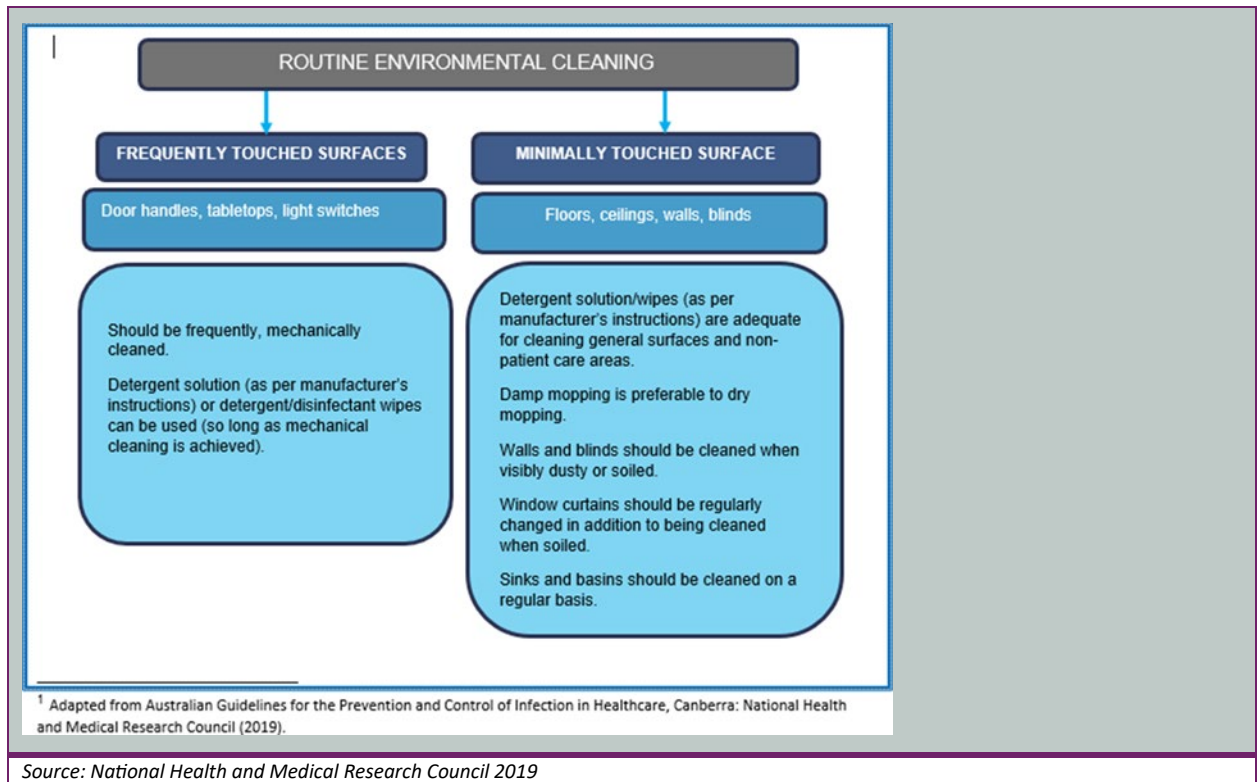 ROUTINE ENVIRONMENTAL CLEANING
FREQUENTLY TOUCHED SURFACES
Door handles, tabletops, light switches
Should be frequently, mechanically
cleaned.
Detergent solution (as per manufacturer's
instructions) or detergent/disinfectant wipes
can be used (so long as mechanical
cleaning is achieved).
MINIMALLY TOUCHED SURFACE
Floors, ceilings, walls, blinds
Detergent solution/wipes (as per
manufacturer's instructions) are adequate
for cleaning general surfaces and non-
patient care areas.
Damp mopping is preferable to dry
mopping.
Walls and blinds should be cleaned when
visibly dusty or soiled.
Window curtains should be regularly
changed in addition to being cleaned
when soiled.
Sinks and basins should be cleaned on a
regular basis.
1 Adapted from Australian Guidelines for the Prevention and Control of Infection in Healthcare, Canberra: National Health
and Medical Research Council (2019).
Source: National Health and Medical Research Council 2019